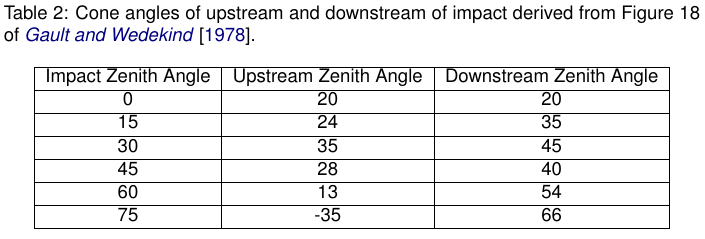 Table 2: Cone angles of upstream and downstream of impact derived from Figure 18
of Gault and Wedekind [1978].
Impact Zenith Angle Upstream Zenith Angle Downstream Zenith Angle
0 20 20
15 24 35
30 35 45
45 28 40
60 13 54
75 -35 66